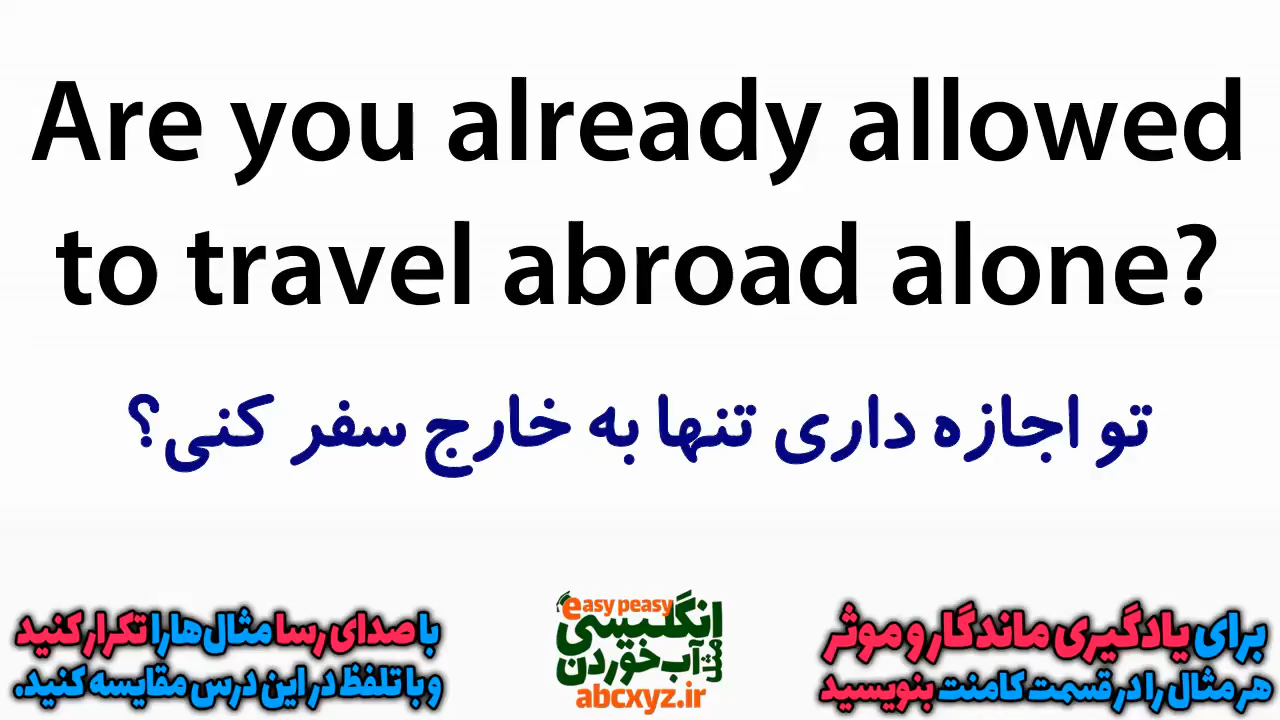 Are you already allowed
to travel abroad alone?
تو اجازه داری تنها به خارج سفر کنی؟
برای یادگیری ماندگار و موثر
هر مثال را در قسمت کامنت بنویسید
easy peasy
انگلیسی
مثل آب خوردن
abcxyz.ir
با صدای رسا مثال‌ها را تکرار کنید
و با تلفظ در این درس مقایسه کنید.